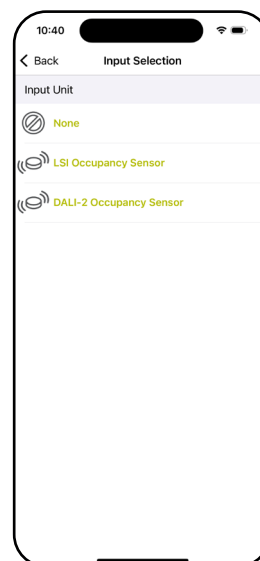 10:40
Back Input Selection
Input Unit
None
LSI Occupancy Sensor
DALI-2 Occupancy Sensor